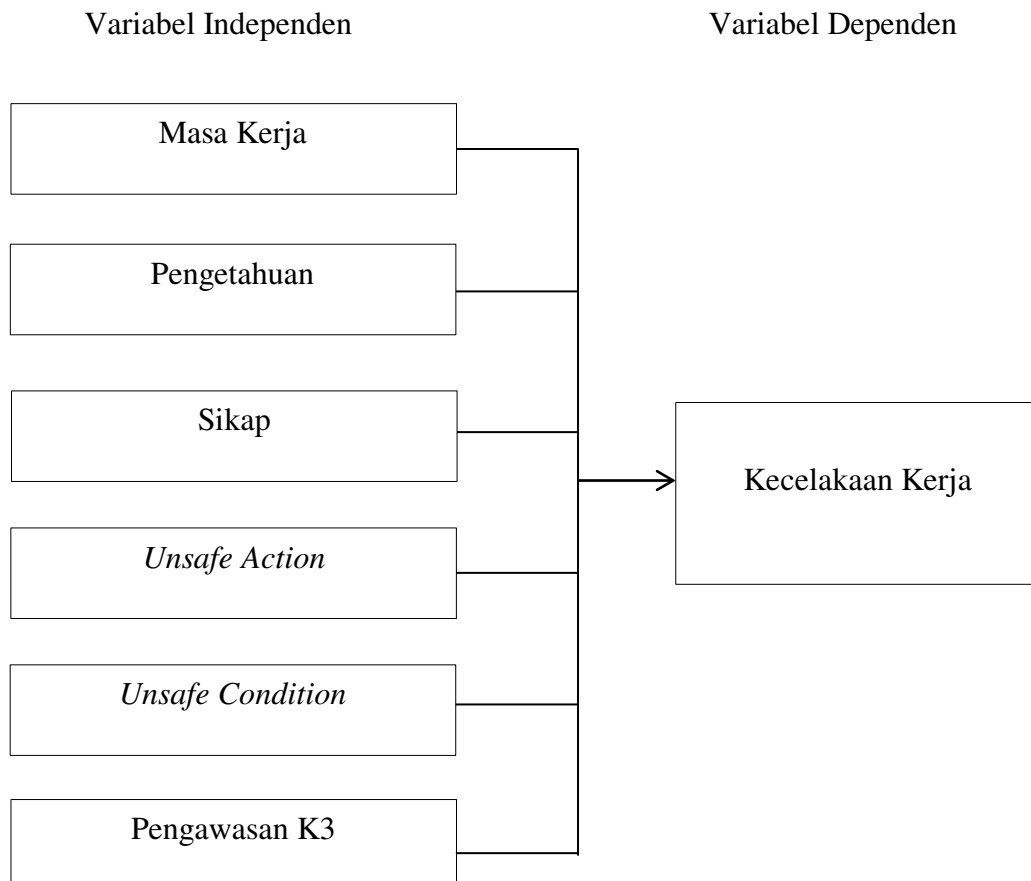 Variabel Independen
Variabel Dependen
Masa Kerja
Pengetahuan
Sikap
Kecelakaan Kerja
Unsafe Action
Unsafe Condition
Pengawasan K3